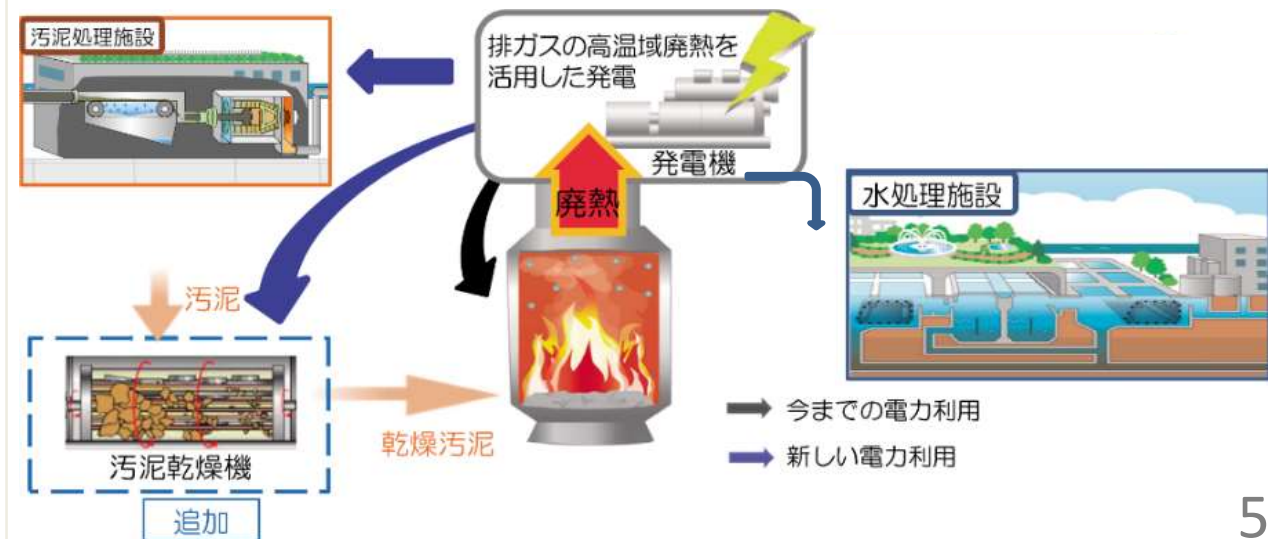 汚泥処理施設
排ガスの高温域廃熱を
活用した発電
発電機
廃熱
水処理施設
汚泥
汚泥乾燥機
追加
乾燥汚泥
今までの電力利用
新しい電力利用
5